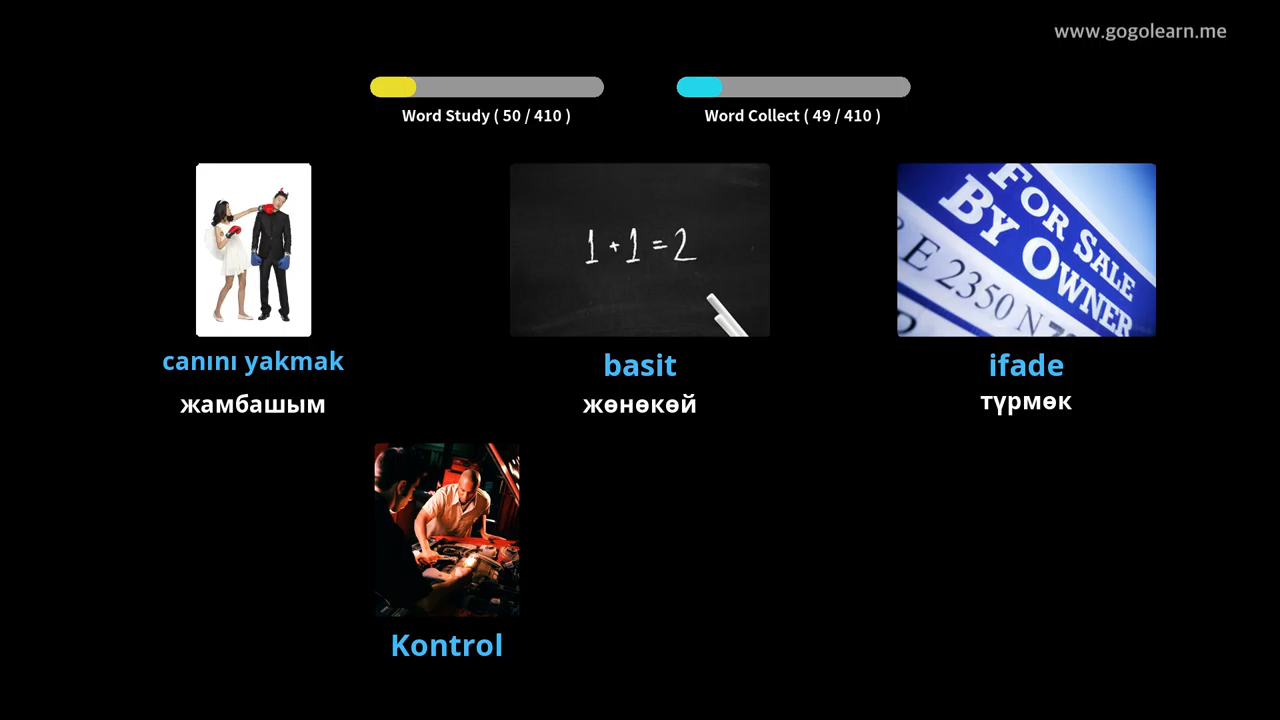 www.gogolearn.me
Word Study ( 50 / 410 )
Word Collect ( 49 / 410 )
1 + 1 = 2
FOR SALE
BY OWNER
E 2350 N
canını yakmak
basit
ifade
жамбашым
жөнөкөй
түрмөк
Kontrol